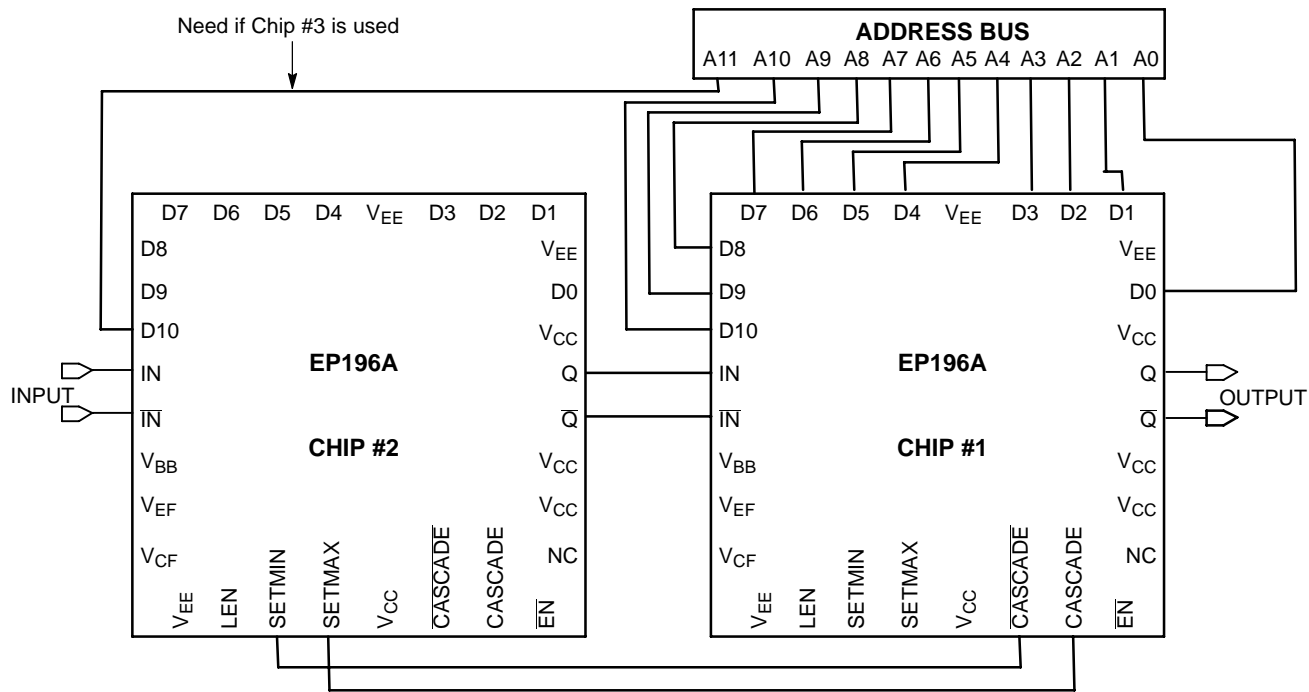 Need if Chip #3 is used
ADDRESS BUS
A11 A10 A9 A8 A7 A6 A5 A4 A3 A2 A1 A0
D7 D6 D5 D4 VEE D3 D2 D1
D8
D9
D10
IN
IN
VBB
VEF
VCF
VEE
D0
VCC
Q
Q
VCC
VCC
NC
EP196A
CHIP #2
VEE
LEN
SETMIN
SETMAX
VCC
CASCADE
CASCADE
EN
INPUT
D7 D6 D5 D4 VEE D3 D2 D1
D8
D9
D10
IN
IN
VBB
VEF
VCF
VEE
D0
VCC
Q
Q
VCC
VCC
NC
EP196A
CHIP #1
VEE
LEN
SETMIN
SETMAX
VCC
CASCADE
CASCADE
EN
OUTPUT